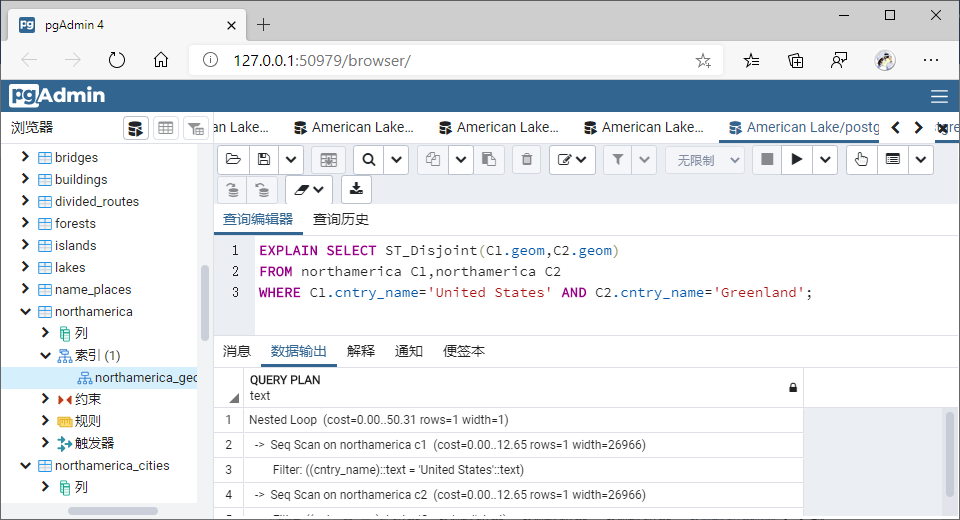 pgAdmin 4
127.0.0.1:50979/browser/
pgAdmin
浏览器
an Lake...
American Lake...
American Lake...
American Lake...
American Lake/postg
bridges
buildings
divided_routes
forests
islands
lakes
name_places
northamerica
列
索引 (1)
northamerica_geo
约束
规则
触发器
northamerica_cities
列
无限制
查询编辑器 查询历史
1 EXPLAIN SELECT ST_Disjoint(C1.geom,C2.geom)
2 FROM northamerica C1,northamerica C2
3 WHERE C1.cntry_name='United States' AND C2.cntry_name='Greenland';
消息 数据输出 解释 通知 便签本
QUERY PLAN
text
1 Nested Loop (cost=0.00..50.31 rows=1 width=1)
2 -> Seq Scan on northamerica c1 (cost=0.00..12.65 rows=1 width=26966)
3 Filter: ((cntry_name)::text = 'United States'::text)
4 -> Seq Scan on northamerica c2 (cost=0.00..12.65 rows=1 width=26966)